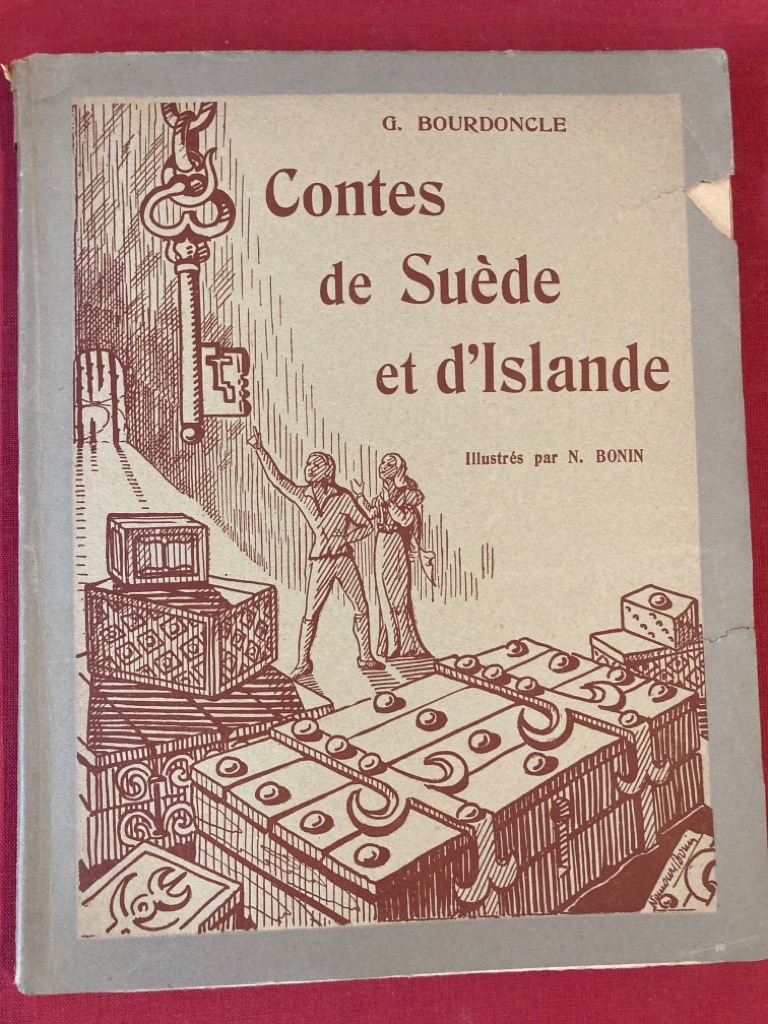 G. BOURDONCLE
Contes
de Suède
et d'Islande
Illustrés par N. BONIN